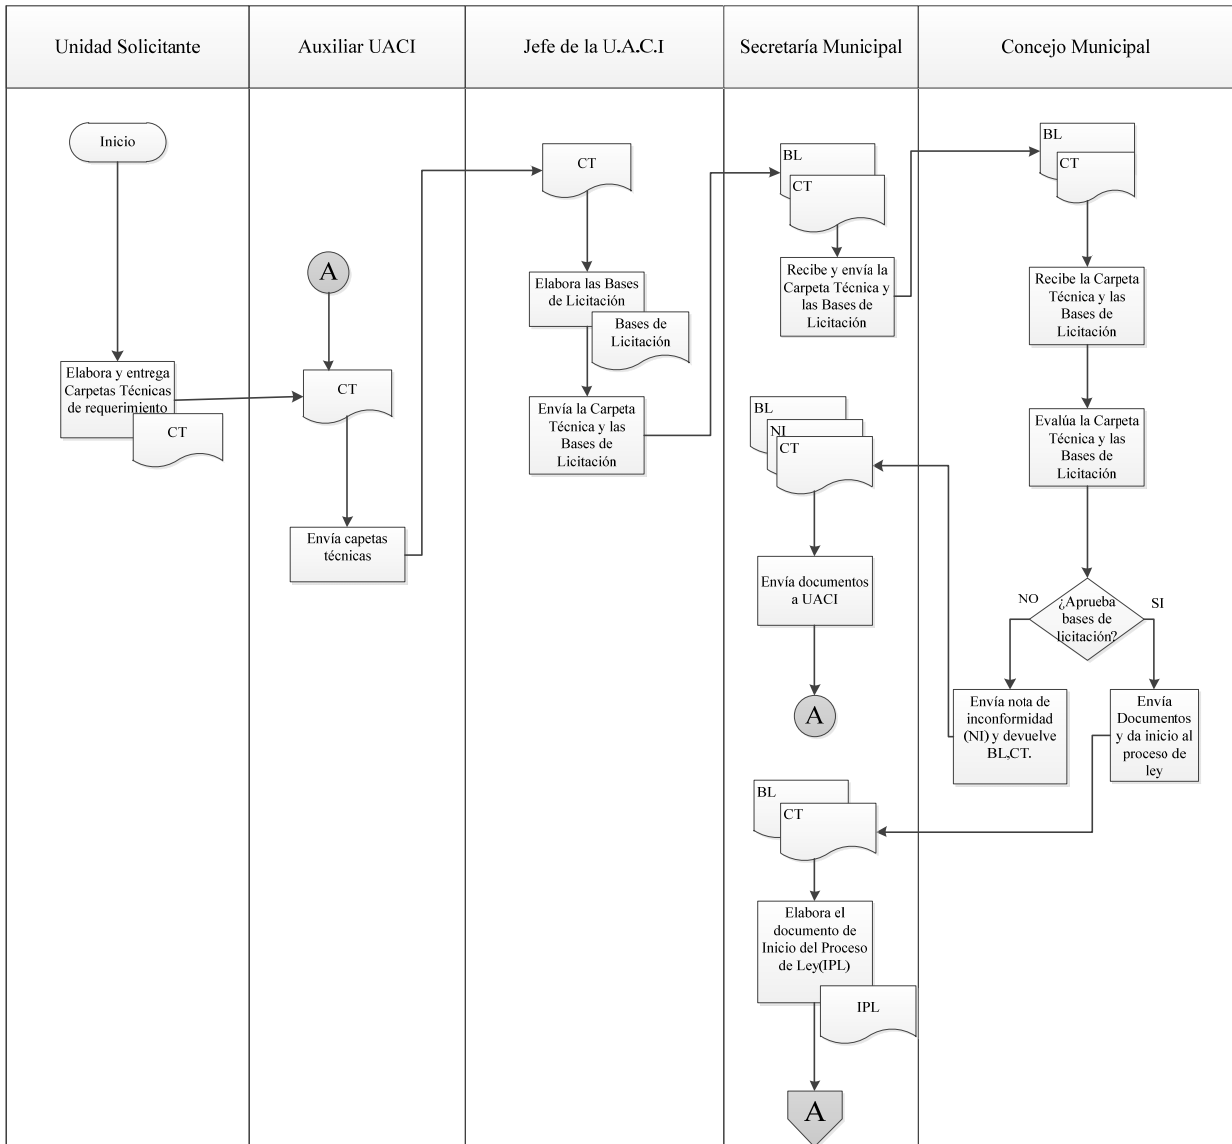 Unidad Solicitante
Auxiliar UACI
Jefe de la U.A.C.I
Secretaría Municipal
Concejo Municipal
Inicio
Elabora y entrega
Carpetas Técnicas
de requerimiento
CT
A
CT
Envía capetas
técnicas
CT
Elabora las Bases
de Licitación
Bases de
Licitación
Envía la Carpeta
Técnica y las
Bases de
Licitación
BL
CT
Recibe y envía la
Carpeta Técnica y
las Bases de
Licitación
BL
CT
Recibe la Carpeta
Técnica y las
Bases de
Licitación
Evalúa la Carpeta
Técnica y las
Bases de
Licitación
¿Aprueba
bases de
licitación?
NO
SI
Envía nota de
inconformidad
(NI) y devuelve
BL,CT.
Envía
Documentos
y da inicio al
proceso de
ley
BL
NI
CT
Envía documentos
a UACI
A
BL
CT
Elabora el
documento de
Inicio del Proceso
de Ley(IPL)
IPL
A